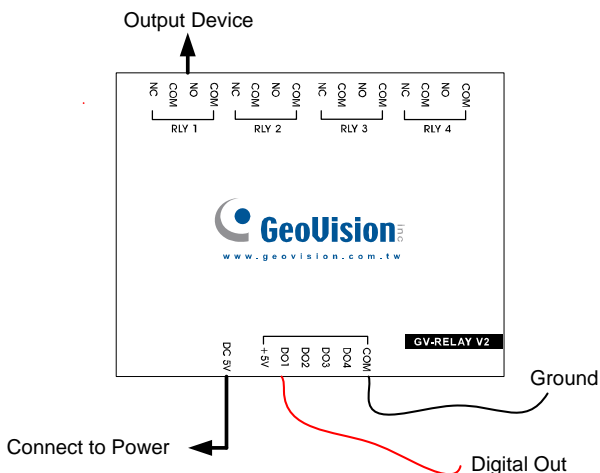 Output Device
NC COM NO COM NC COM NO COM NC COM NO COM NC COM NO COM
RLY 1 RLY 2 RLY 3 RLY 4
GeoVision inc
www.geovision.com.tw
GV-RELAY V2
DC 5V +5V DO1 DO2 DO3 DO4 COM
Ground
Connect to Power
Digital Out